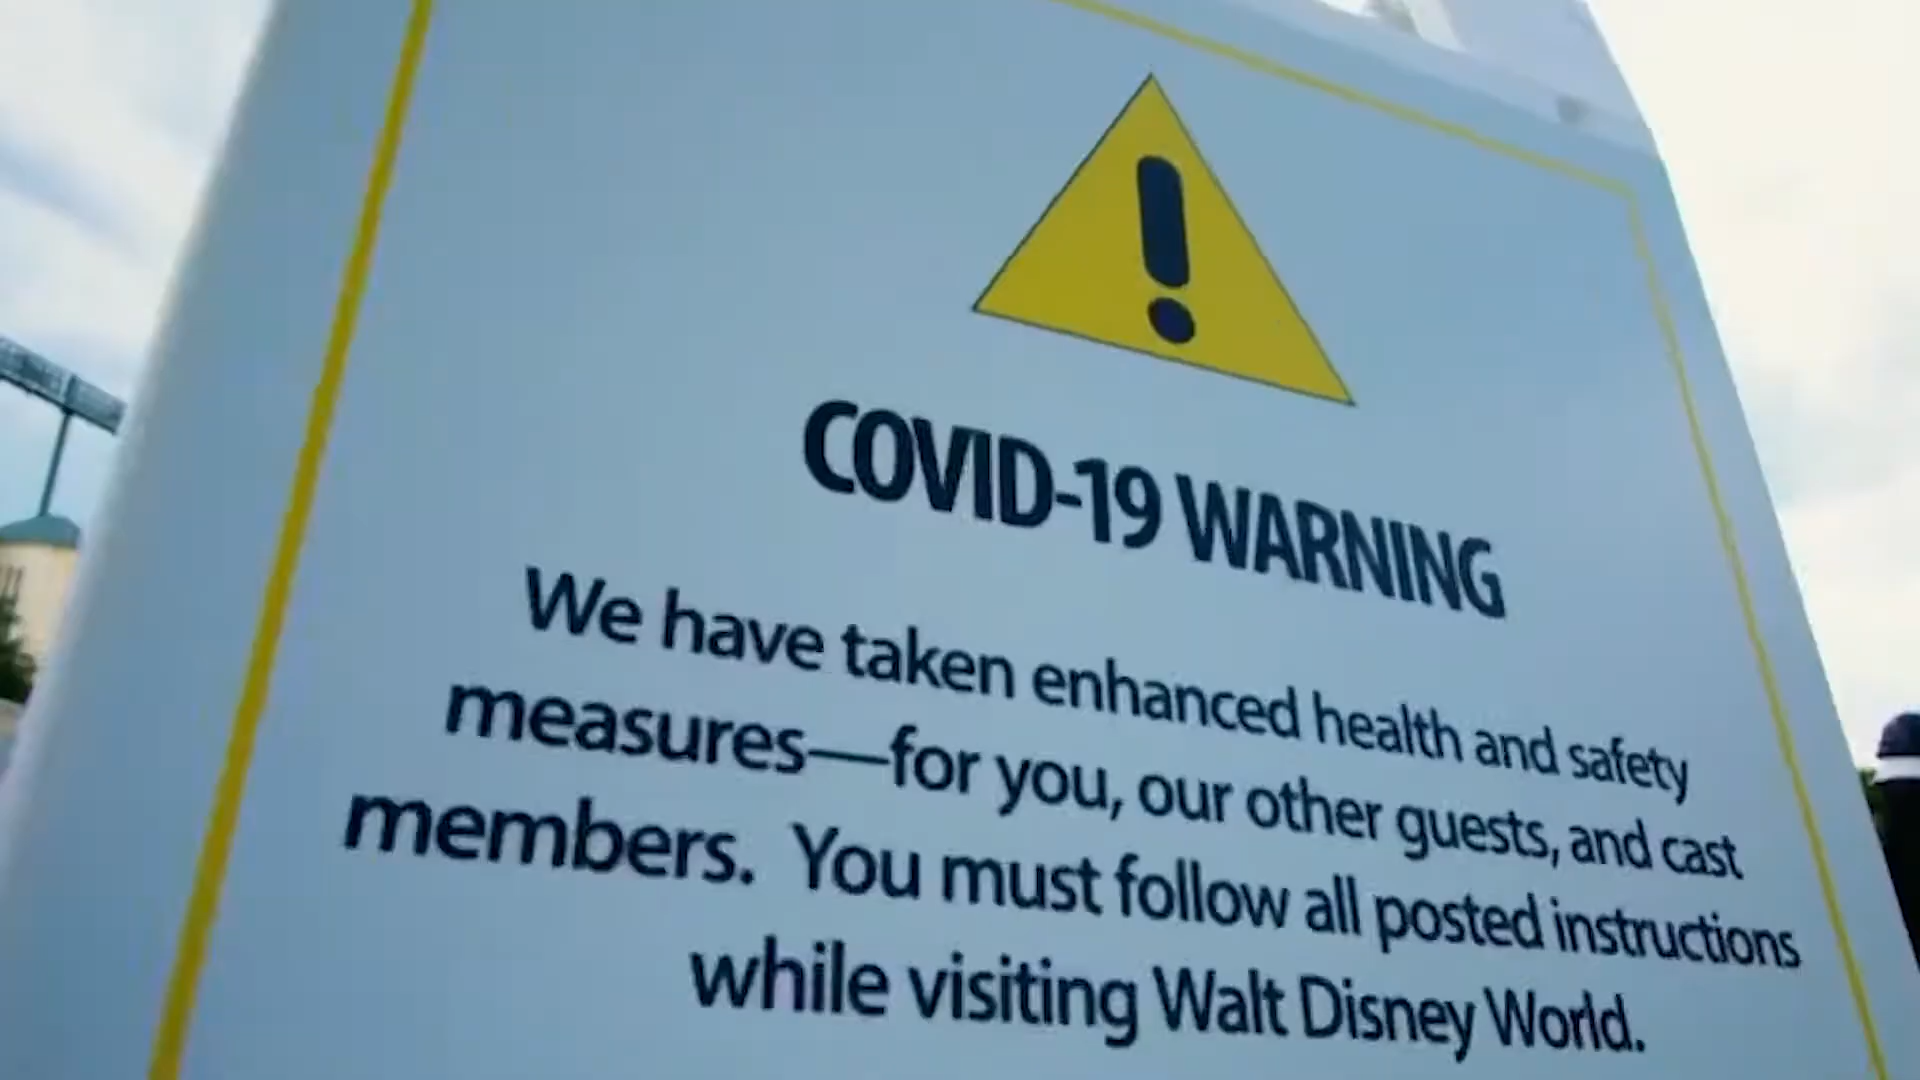 COVID-19 WARNING
We have taken enhanced health and safety
measures—for you, our other guests, and cast
members. You must follow all posted instructions
while visiting Walt Disney World.